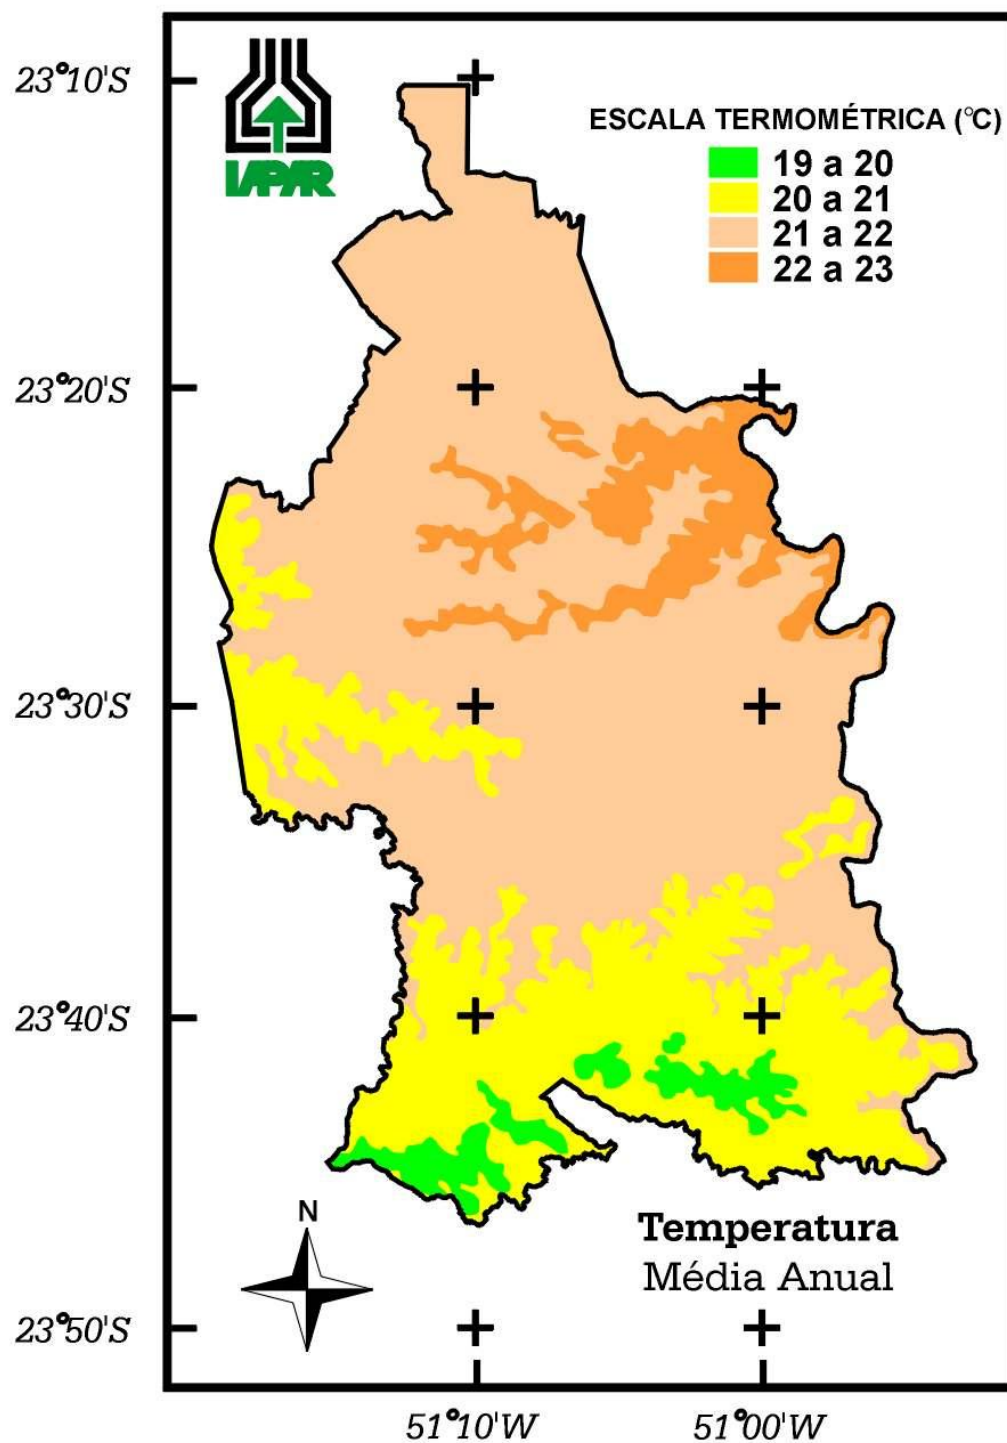 23°10'S
IAPAR
ESCALA TERMOMÉTRICA (°C)
19 a 20
20 a 21
21 a 22
22 a 23
23°20'S
23°30'S
23°40'S
N
Temperatura
Média Anual
23°50'S
51°10'W
51°00'W